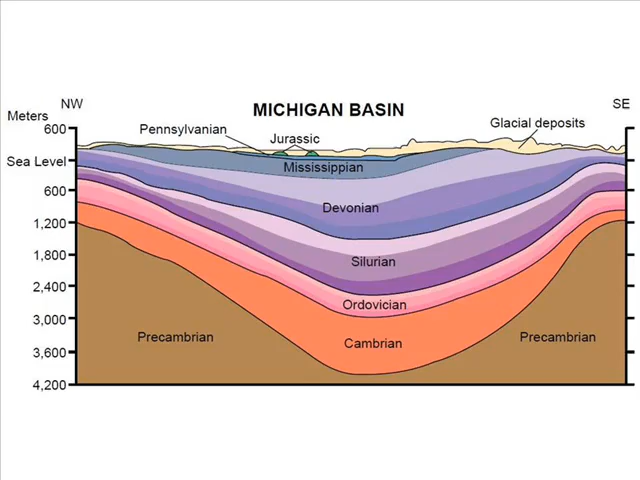 NW
SE
Meters
MICHIGAN BASIN
Glacial deposits
600
Pennsylvanian
Jurassic
Sea Level
Mississippian
600
Devonian
1,200
1,800
Silurian
2,400
Ordovician
3,000
Precambrian
Cambrian
Precambrian
3,600
4,200